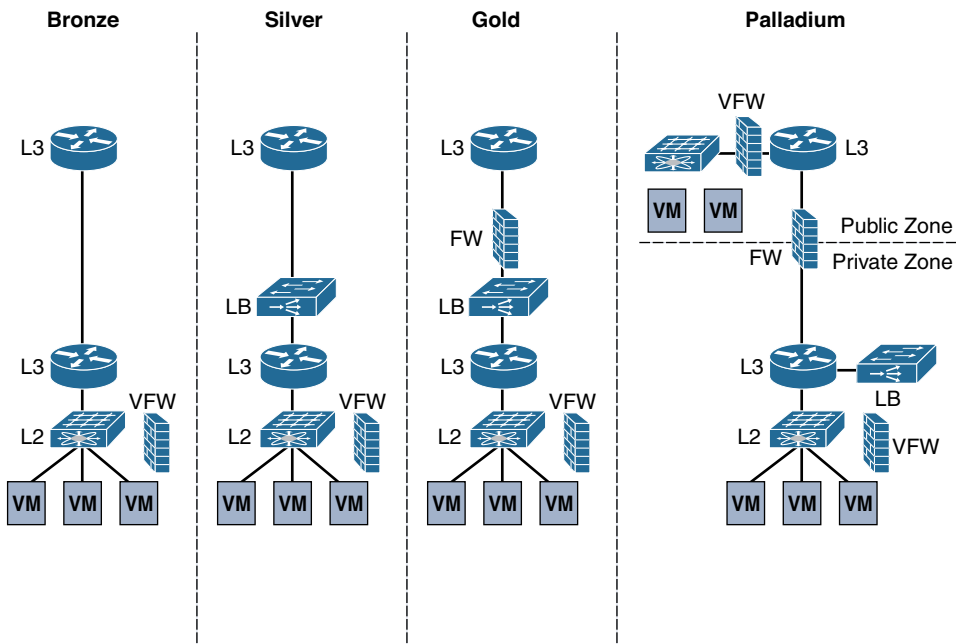 Bronze
L3
L3
VFW
L2
VM VM VM
Silver
L3
LB
L3
VFW
L2
VM VM VM
Gold
L3
FW
LB
L3
VFW
L2
VM VM VM
Palladium
VFW
L3
VM VM
Public Zone
FW
Private Zone
L3
LB
L2
VFW
VM VM VM